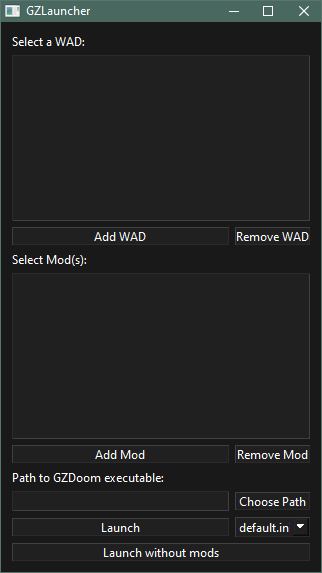 GZLauncher
Select a WAD:
Add WAD Remove WAD
Select Mod(s):
Add Mod Remove Mod
Path to GZDoom executable:
Choose Path
Launch default.in
Launch without mods